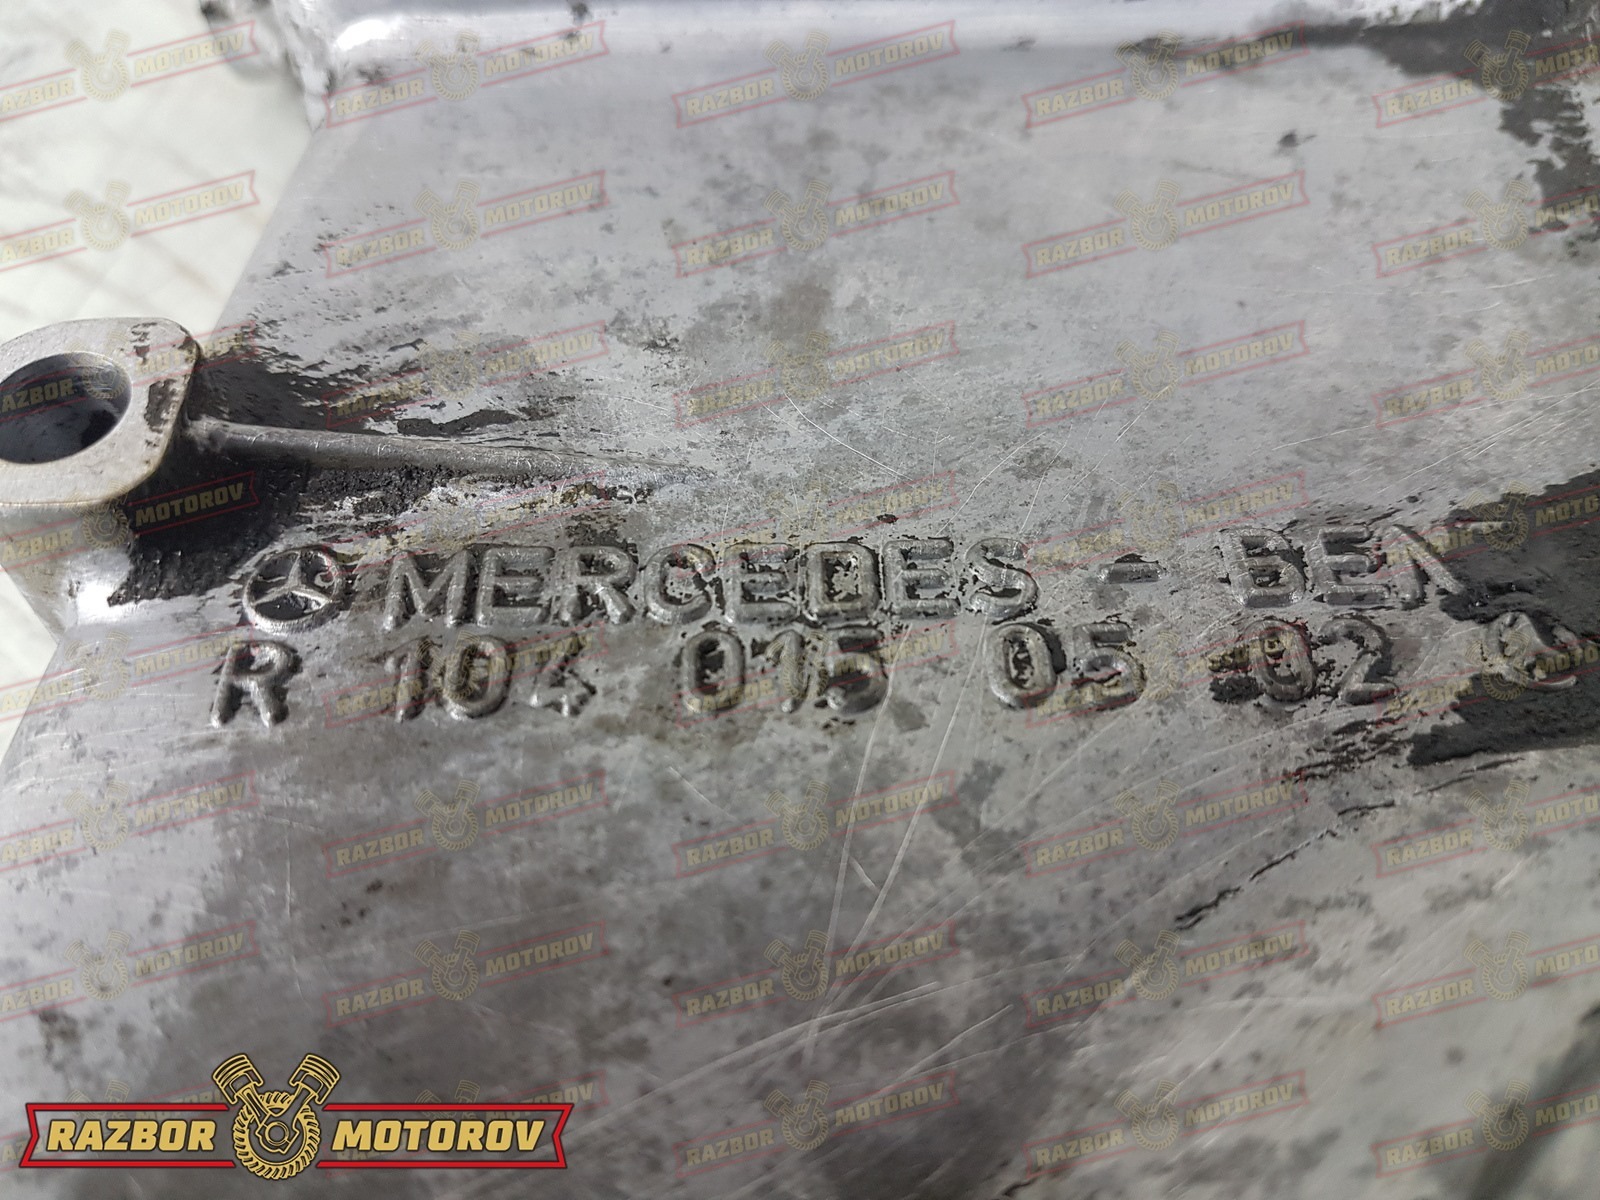 MERCEDES - BEN
R 104 015 05 02
RAZBOR MOTOROV